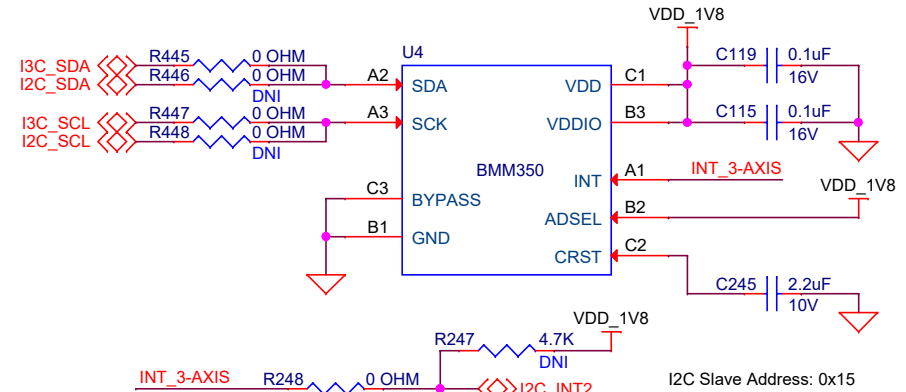 VDD_1V8
I3C_SDA R445 0 OHM
I2C_SDA R446 0 OHM
DNI
I3C_SCL R447 0 OHM
I2C_SCL R448 0 OHM
DNI
U4
A2 SDA
A3 SCK
C3 BYPASS
B1 GND
BMM350
VDD C1
VDDIO B3
INT A1 INT_3-AXIS
ADSEL B2
CRST C2
C119 0.1uF
16V
C115 0.1uF
16V
VDD_1V8
C245 2.2uF
10V
VDD_1V8
R247 4.7K
DNI
INT_3-AXIS R248 0 OHM I2C_INT2
I2C Slave Address: 0x15